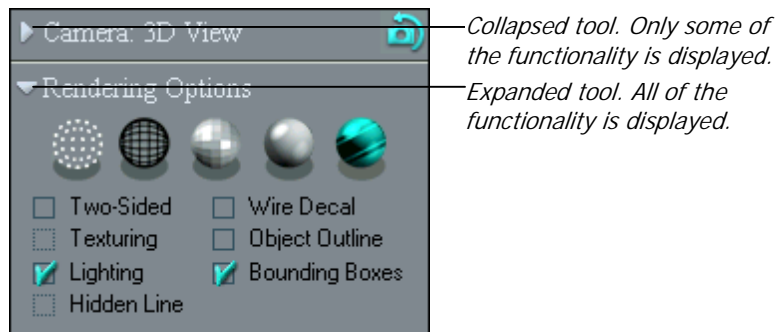 Camera: 3D View
Collapsed tool. Only some of
the functionality is displayed.
Rendering Options
Expanded tool. All of the
functionality is displayed.
Two-Sided
Wire Decal
Texturing
Object Outline
Lighting
Bounding Boxes
Hidden Line